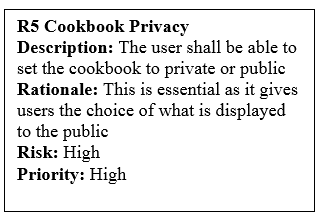 R5 Cookbook Privacy
Description: The user shall be able to
set the cookbook to private or public
Rationale: This is essential as it gives
users the choice of what is displayed
to the public
Risk: High
Priority: High